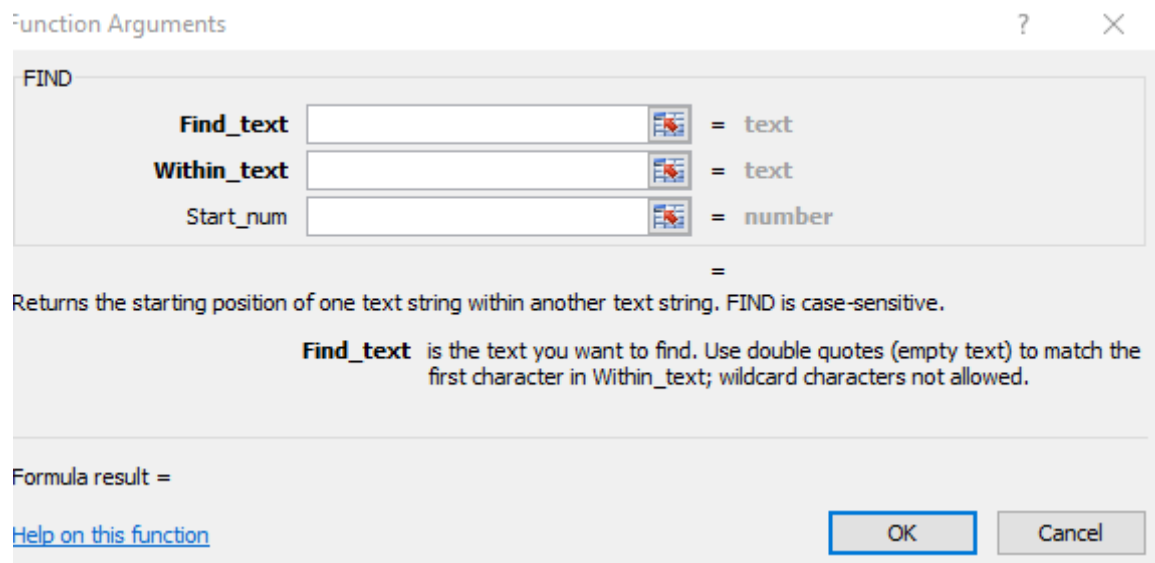 Function Arguments ?
FIND
Find_text = text
Within_text = text
Start_num = number
=
Returns the starting position of one text string within another text string. FIND is case-sensitive.
Find_text is the text you want to find. Use double quotes (empty text) to match the
first character in Within_text; wildcard characters not allowed.
Formula result =
Help on this function OK Cancel